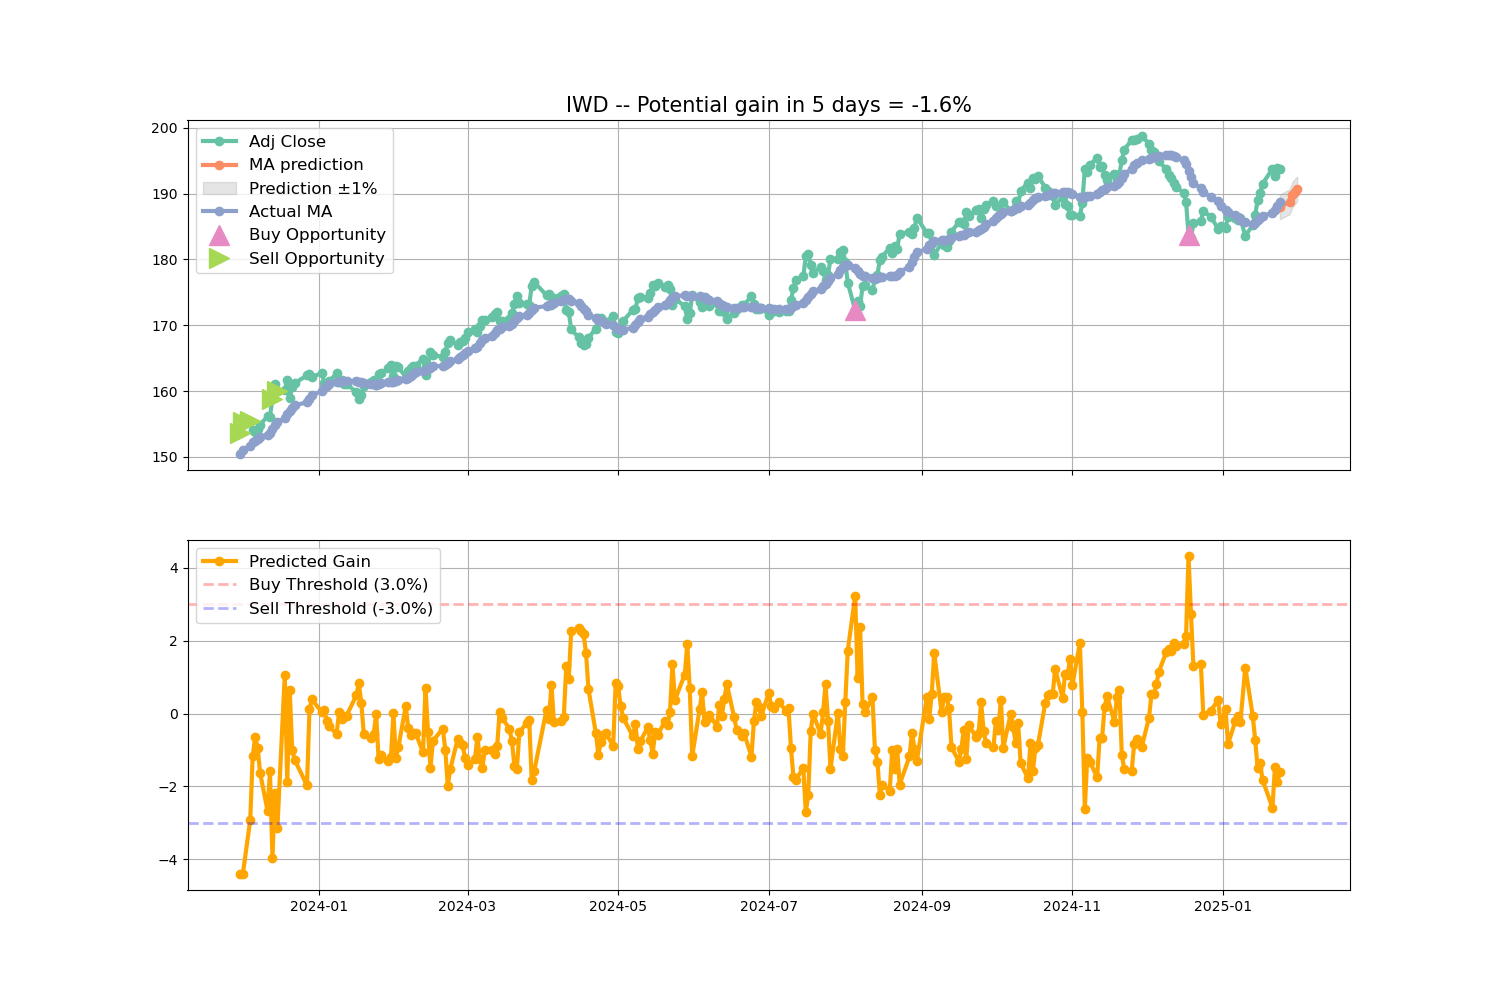 IWD -- Potential gain in 5 days = -1.6%
200
190
180
170
160
150
Adj Close
MA prediction
Prediction ±1%
Actual MA
Buy Opportunity
Sell Opportunity
4
2
0
−2
−4
Predicted Gain
Buy Threshold (3.0%)
Sell Threshold (-3.0%)
2024-01
2024-03
2024-05
2024-07
2024-09
2024-11
2025-01